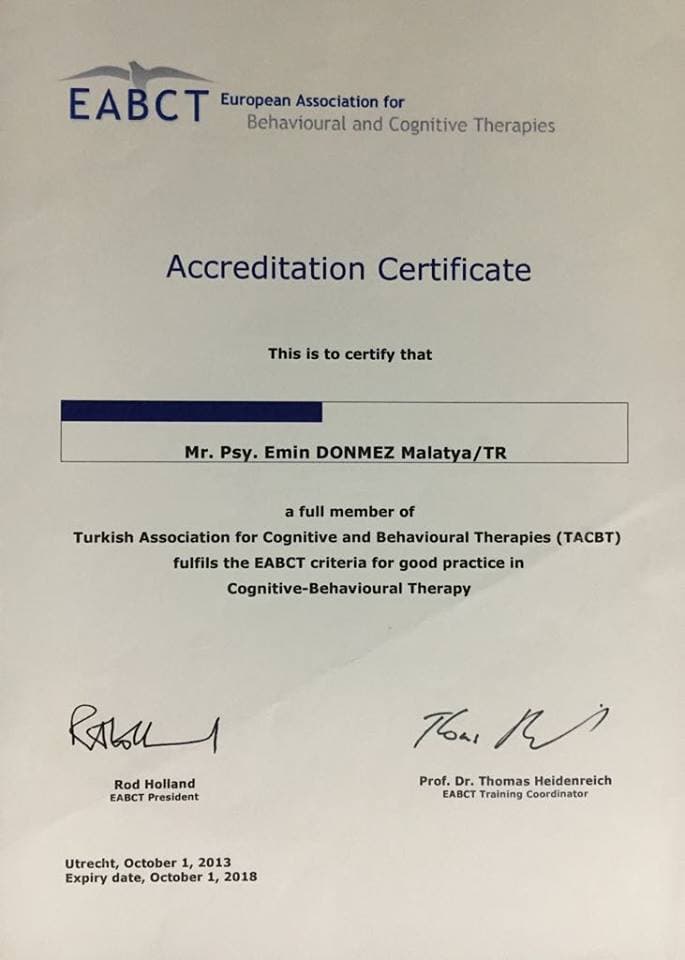 EABCT European Association for
Behavioural and Cognitive Therapies
Accreditation Certificate
This is to certify that
Mr. Psy. Emin DONMEZ Malatya/TR
a full member of
Turkish Association for Cognitive and Behavioural Therapies (TACBT)
fulfils the EABCT criteria for good practice in
Cognitive-Behavioural Therapy
Rod Holland
EABCT President
Prof. Dr. Thomas Heidenreich
EABCT Training Coordinator
Utrecht, October 1, 2013
Expiry date, October 1, 2018